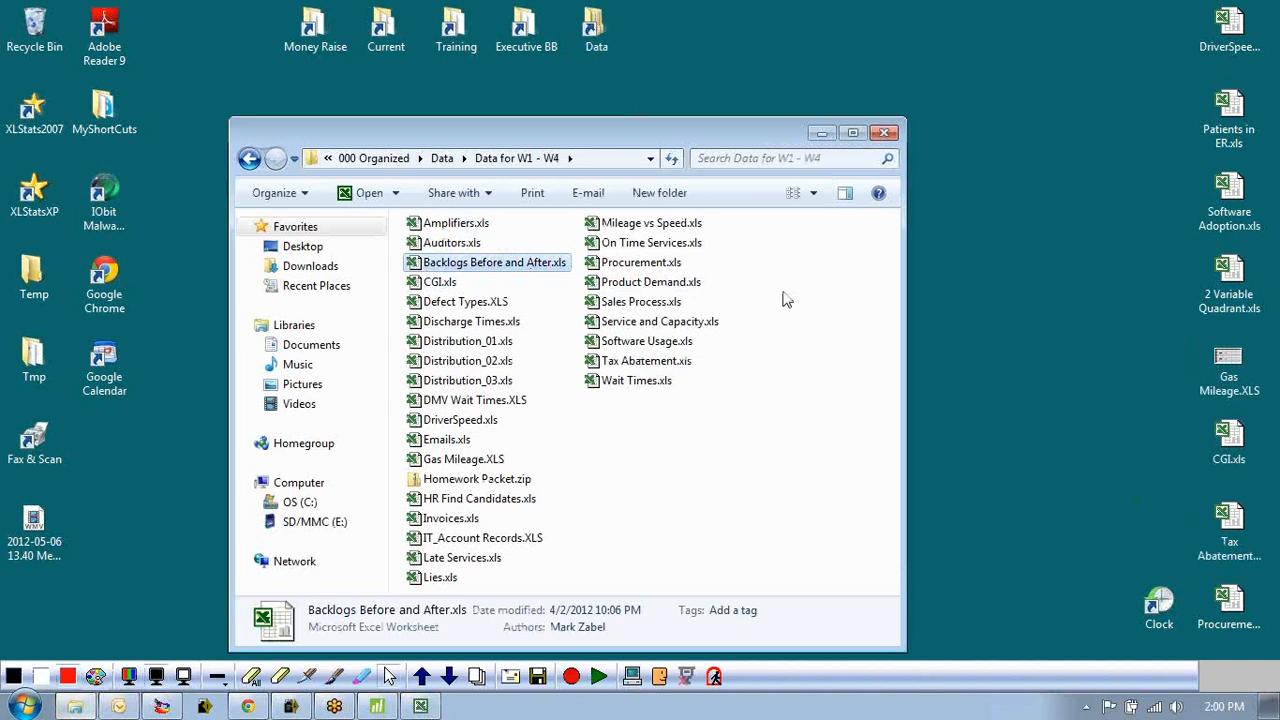 Recycle Bin
Adobe
Reader 9
Money Raise
Current
Training
Executive BB
Data
DriverSpee...
XLStats2007
MyShortCuts
Patients in
ER.xls
XLStatsXP
IObit
Malwa...
Software
Adoption.xls
Temp
Google
Chrome
2 Variable
Quadrant.xls
Tmp
Google
Calendar
Gas
Mileage.XLS
Fax & Scan
CGI.xls
2012-05-06
13.40 Me...
Tax
Abatement...
Clock
Procureme...
« 000 Organized Data Data for W1 - W4
Search Data for W1 - W4
Organize Open Share with Print E-mail New folder
Favorites
Desktop
Downloads
Recent Places
Libraries
Documents
Music
Pictures
Videos
Homegroup
Computer
OS (C:)
SD/MMC (E:)
Network
Amplifiers.xls
Auditors.xls
Backlogs Before and After.xls
CGI.xls
Defect Types.XLS
Discharge Times.xls
Distribution_01.xls
Distribution_02.xls
Distribution_03.xls
DMV Wait Times.XLS
DriverSpeed.xls
Emails.xls
Gas Mileage.XLS
Homework Packet.zip
HR Find Candidates.xls
Invoices.xls
IT_Account Records.XLS
Late Services.xls
Lies.xls
Mileage vs Speed.xls
On Time Services.xls
Procurement.xls
Product Demand.xls
Sales Process.xls
Service and Capacity.xls
Software Usage.xls
Tax Abatement.xis
Wait Times.xls
Backlogs Before and After.xls Date modified: 4/2/2012 10:06 PM Tags: Add a tag
Microsoft Excel Worksheet Authors: Mark Zabel
All
2:00 PM